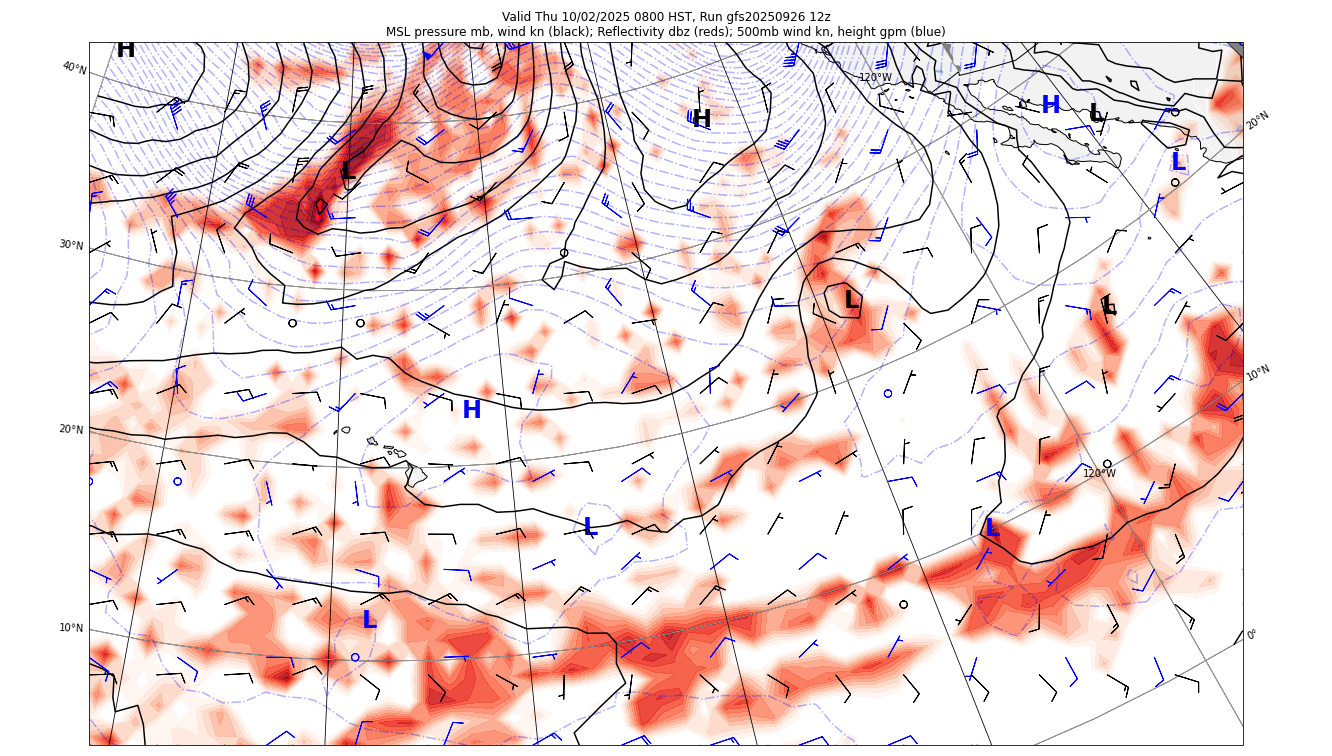 Valid Thu 10/02/2025 0800 HST, Run gfs20250926 12z
MSL pressure mb, wind kn (black); Reflectivity dbz (reds); 500mb wind kn, height gpm (blue)
H
40°N
120°W
H
L
H
20°N
L
L
30°N
L
L
10°N
H
20°N
120°W
L
L
L
10°N
0°